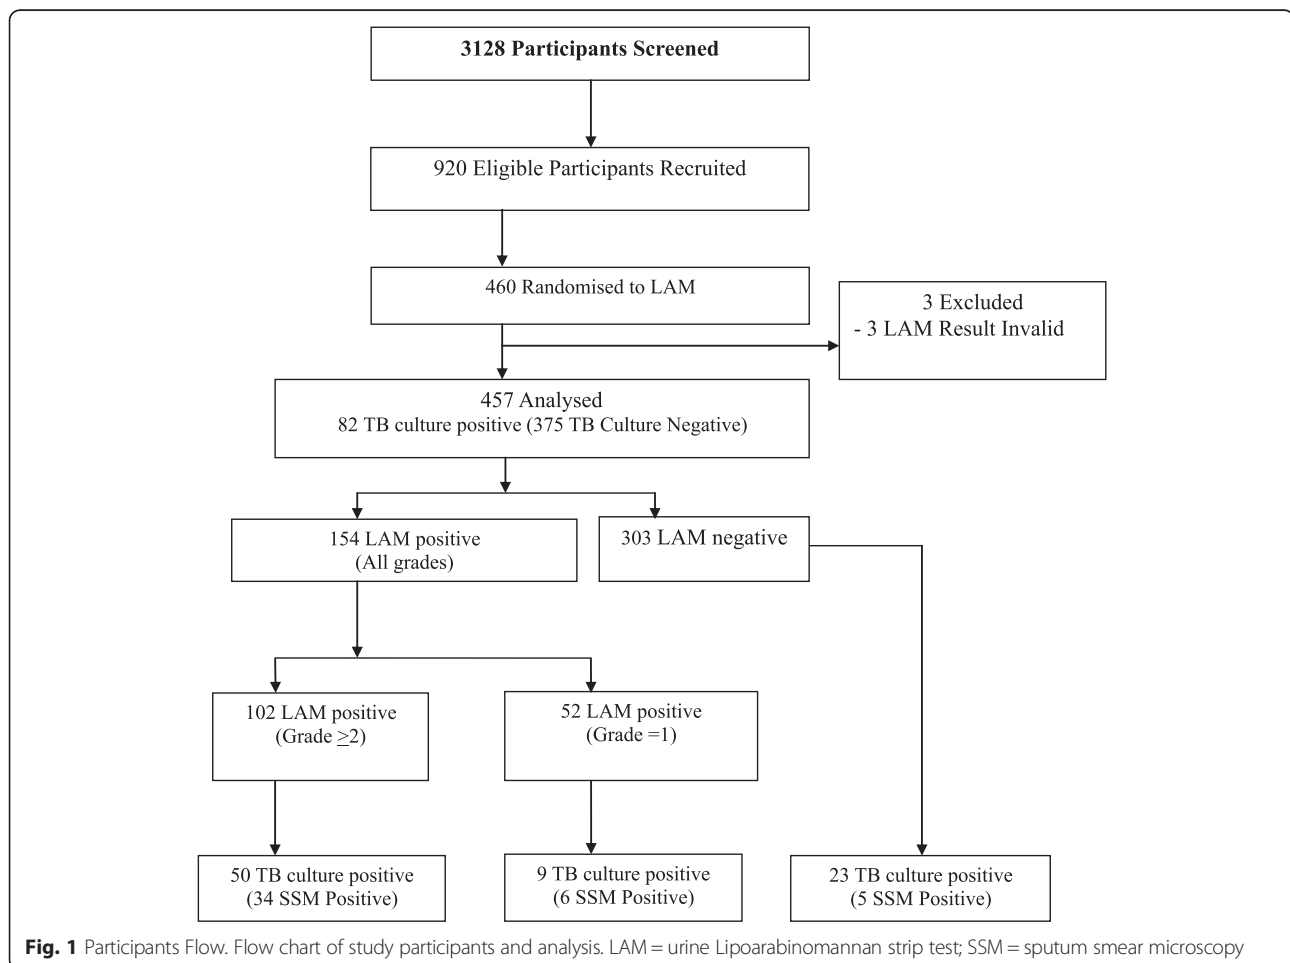 3128 Participants Screened
920 Eligible Participants Recruited
460 Randomised to LAM
3 Excluded
- 3 LAM Result Invalid
457 Analysed
82 TB culture positive (375 TB Culture Negative)
154 LAM positive
(All grades)
303 LAM negative
102 LAM positive
(Grade ≥2)
52 LAM positive
(Grade =1)
50 TB culture positive
(34 SSM Positive)
9 TB culture positive
(6 SSM Positive)
23 TB culture positive
(5 SSM Positive)
Fig. 1 Participants Flow. Flow chart of study participants and analysis. LAM = urine Lipoarabinomannan strip test; SSM = sputum smear microscopy